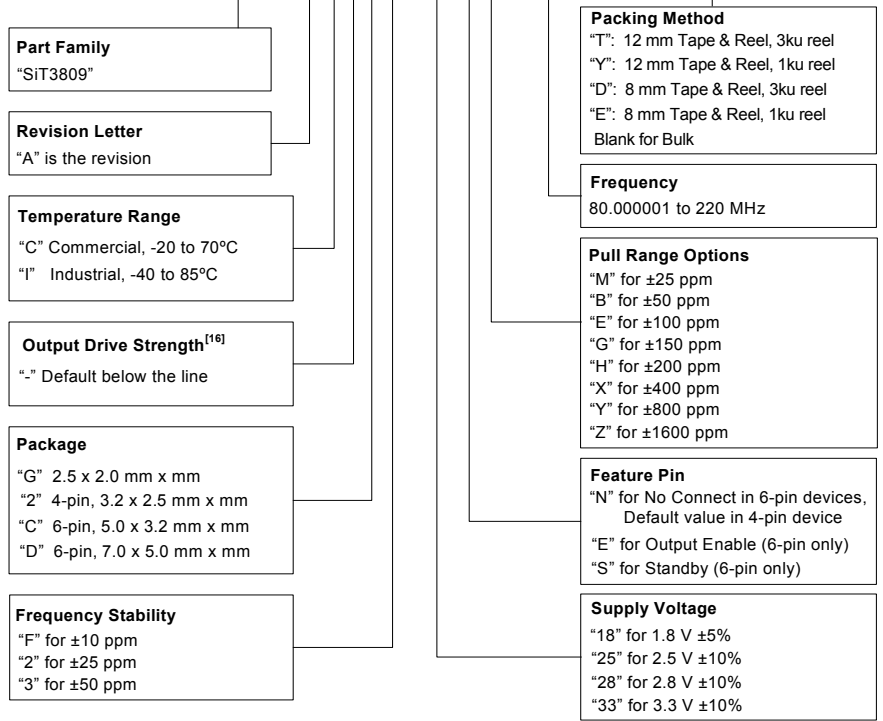 Part Family
“SiT3809”
Revision Letter
“A” is the revision
Temperature Range
“C” Commercial, -20 to 70ºC
“I” Industrial, -40 to 85ºC
Output Drive Strength[16]
“-” Default below the line
Package
“G” 2.5 x 2.0 mm x mm
“2” 4-pin, 3.2 x 2.5 mm x mm
“C” 6-pin, 5.0 x 3.2 mm x mm
“D” 6-pin, 7.0 x 5.0 mm x mm
Frequency Stability
“F” for ±10 ppm
“2” for ±25 ppm
“3” for ±50 ppm
Packing Method
“T”: 12 mm Tape & Reel, 3ku reel
“Y”: 12 mm Tape & Reel, 1ku reel
“D”: 8 mm Tape & Reel, 3ku reel
“E”: 8 mm Tape & Reel, 1ku reel
Blank for Bulk
Frequency
80.000001 to 220 MHz
Pull Range Options
“M” for ±25 ppm
“B” for ±50 ppm
“E” for ±100 ppm
“G” for ±150 ppm
“H” for ±200 ppm
“X” for ±400 ppm
“Y” for ±800 ppm
“Z” for ±1600 ppm
Feature Pin
“N” for No Connect in 6-pin devices,
Default value in 4-pin device
“E” for Output Enable (6-pin only)
“S” for Standby (6-pin only)
Supply Voltage
“18” for 1.8 V ±5%
“25” for 2.5 V ±10%
“28” for 2.8 V ±10%
“33” for 3.3 V ±10%